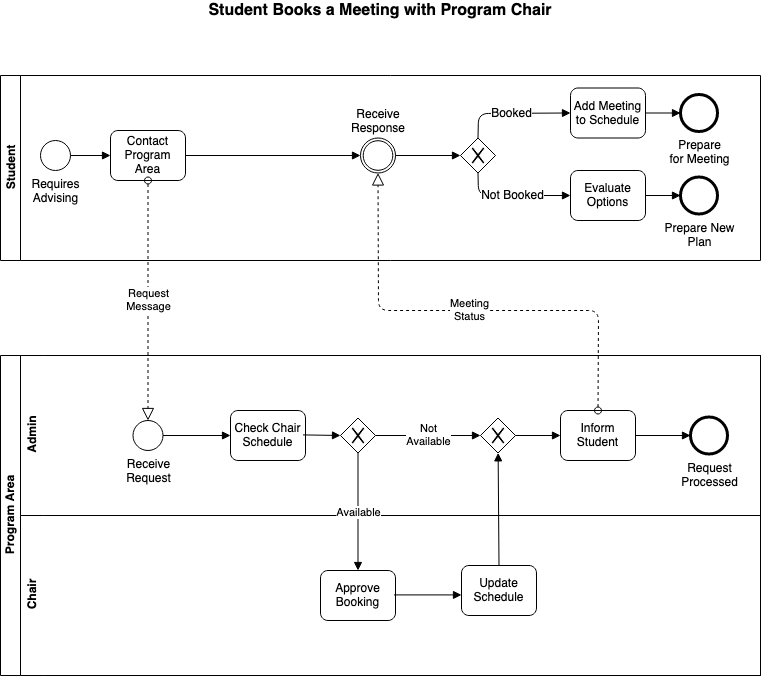 Student Books a Meeting with Program Chair
Student
Requires
Advising
Contact
Program
Area
Receive
Response
X
Booked
Add Meeting
to Schedule
Prepare
for Meeting
Not Booked
Evaluate
Options
Prepare New
Plan
Request
Message
Meeting
Status
Program Area
Admin
Receive
Request
Check Chair
Schedule
X
Not
Available
X
Inform
Student
Request
Processed
Available
Chair
Approve
Booking
Update
Schedule